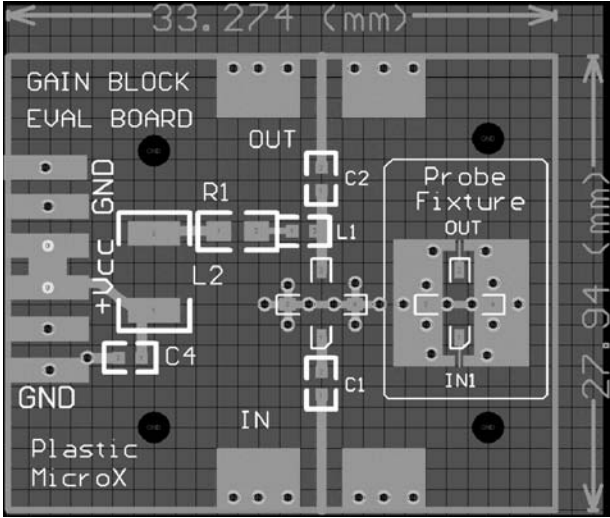 33.274 (mm)
GAIN BLOCK
EVAL BOARD
OUT
GND
+Vcc
R1
L2
C4
GND
C2
L1
C1
IN
Probe
Fixture
OUT
IN1
27.94 (mm)
Plastic
MicroX